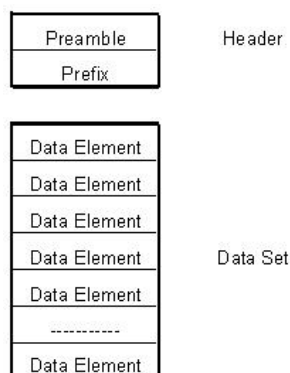 Preamble Header
Prefix
Data Element
Data Element
Data Element
Data Element Data Set
Data Element
-----------
Data Element